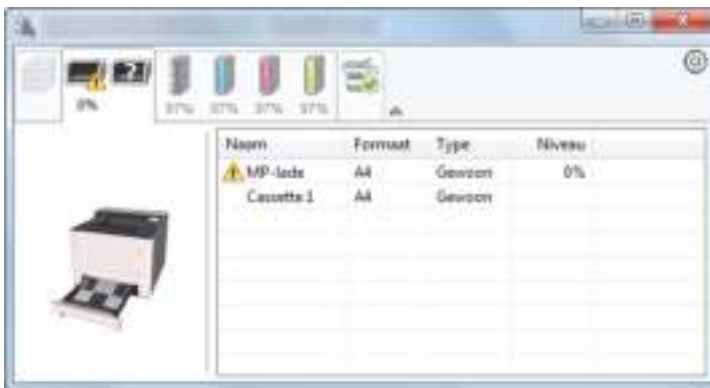 0% 97% 97% 97% 97%
Naam Formaat Type Niveau
MP-lade A4 Gewoon 0%
Cassette 1 A4 Gewoon